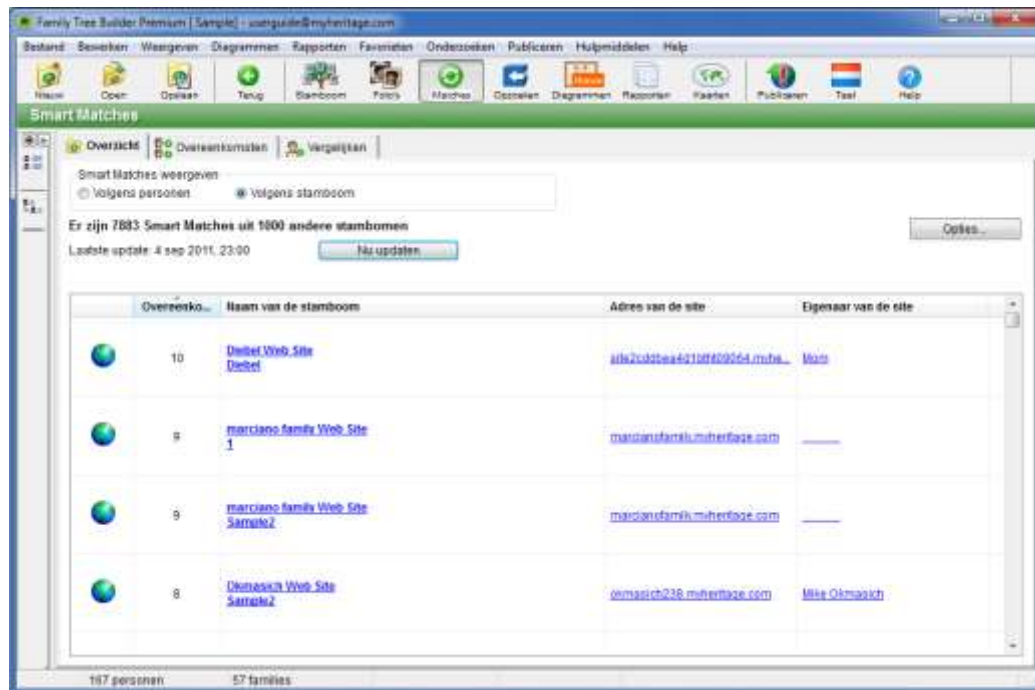 Family Tree Builder Premium [ Sample] - userguide@myheritage.com
Bestand Bewerken Weergeven Diagrammen Rapporten Favorieten Onderzoeken Publiceren Hulpmiddelen Help
Nieuw Open Opslaan Terug Stamboom Foto's Matches Opzoeken Diagrammen Rapporten Kaarten Publiceren Taal Help
Smart Matches
Overzicht Overeenkomsten Vergelijken
Smart Matches weergeven
Volgens personen Volgens stamboom
Er zijn 7883 Smart Matches uit 1000 andere stambomen
Opties...
Laatste update: 4 sep 2011, 23:00 Nu updaten
Overeenko... Naam van de stamboom Adres van de site Eigenaar van de site
10 Diebel Web Site
Diebel
Mom
9 marciano family Web Site
1
marcianofamily.myheritage.com
9 marciano family Web Site
Sample2
marcianofamily.myheritage.com
8 Okmasich Web Site
Sample2
okmasich238.myheritage.com Mike Okmasich
167 personen 57 families